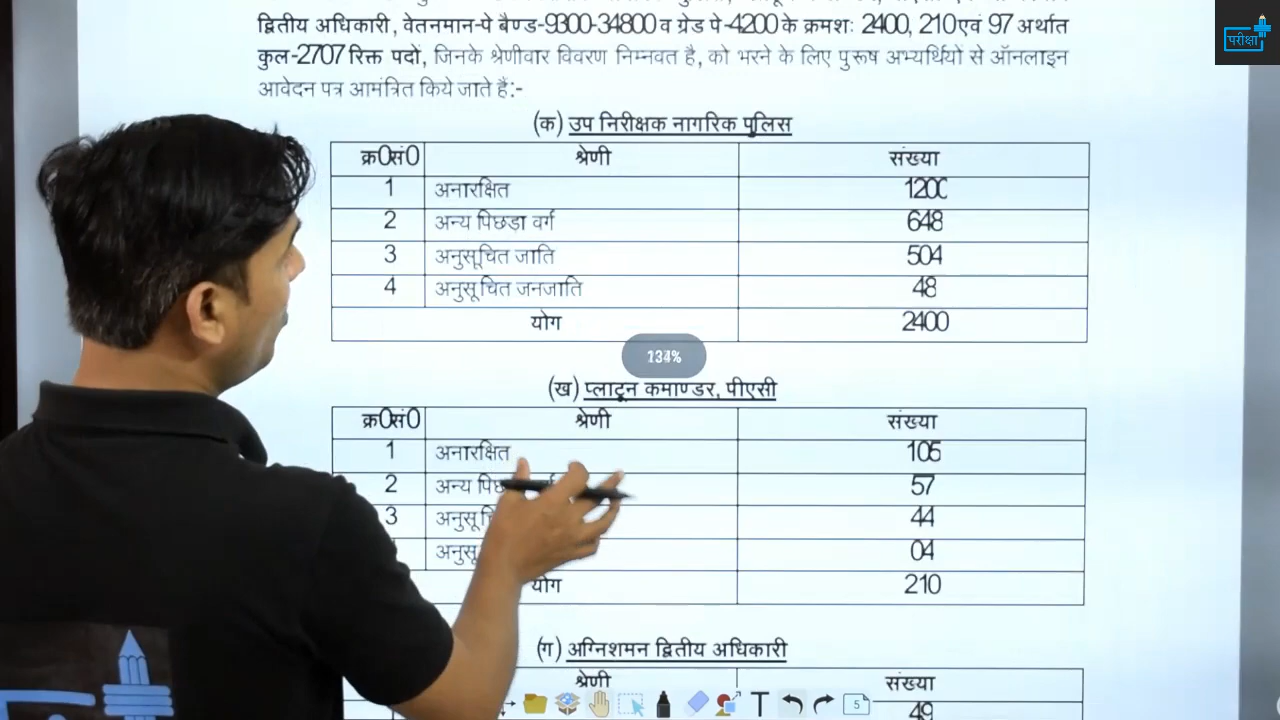 परीक्षा
द्वितीय अधिकारी, वेतनमान-पे बैण्ड-9300-34800 व ग्रेड पे-4200 के क्रमशः 2400, 210 एवं 97 अर्थात
कुल-2707 रिक्त पदों, जिनके श्रेणीवार विवरण निम्नवत है, को भरने के लिए पुरूष अभ्यर्थियो से ऑनलाइन
आवेदन पत्र आमंत्रित किये जाते हैं:-
(क) उप निरीक्षक नागरिक पुलिस
क्र0सं0 श्रेणी संख्या
1 अनारक्षित 1200
2 अन्य पिछडा वर्ग 648
3 अनुसूचित जाति 504
4 अनुसूचित जनजाति 48
योग 2400
134%
(ख) प्लाटून कमाण्डर, पीएसी
क्र0सं0 श्रेणी संख्या
1 अनारक्षित 105
2 अन्य 57
3 44
04
योग 210
(ग) अग्निशमन द्वितीय अधिकारी
श्रेणी संख्या
49
T 5